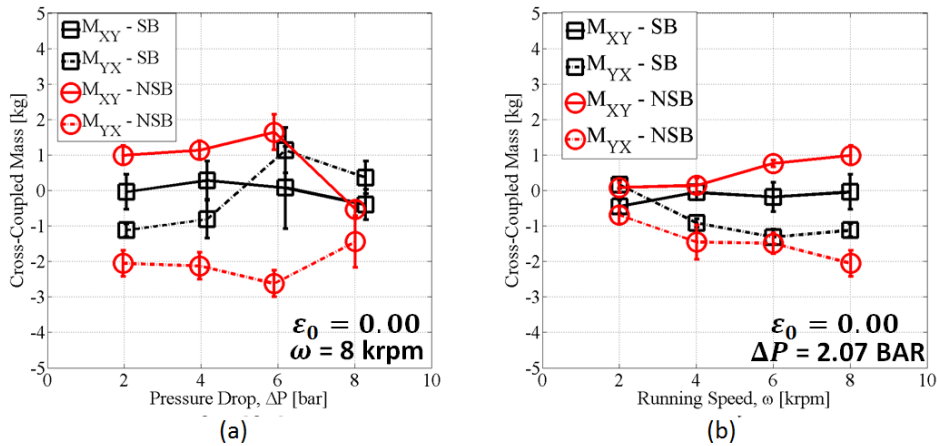 5
4
3
2
1
0
-1
-2
-3
-4
-5
Cross-Coupled Mass [kg]
M_XY - SB
M_YX - SB
M_XY - NSB
M_YX - NSB
ε₀ = 0.00
ω = 8 krpm
0 2 4 6 8 10
Pressure Drop, ΔP [bar]
(a)
5
4
3
2
1
0
-1
-2
-3
-4
-5
Cross-Coupled Mass [kg]
M_XY - SB
M_YX - SB
M_XY - NSB
M_YX - NSB
ε₀ = 0.00
ΔP = 2.07 BAR
0 2 4 6 8 10
Running Speed, ω [krpm]
(b)